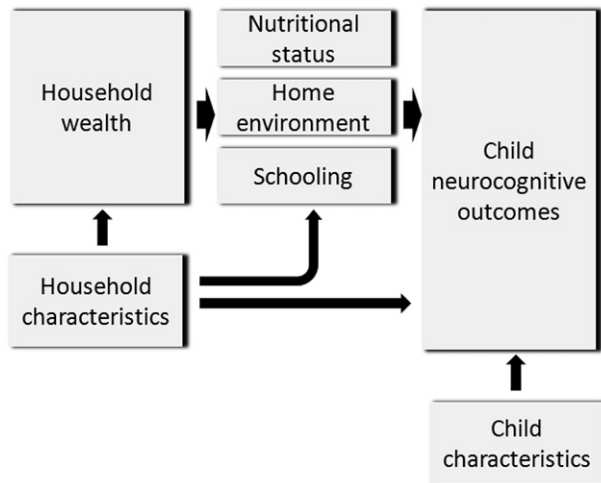 Household
wealth
Nutritional
status
Home
environment
Schooling
Child
neurocognitive
outcomes
Household
characteristics
Child
characteristics